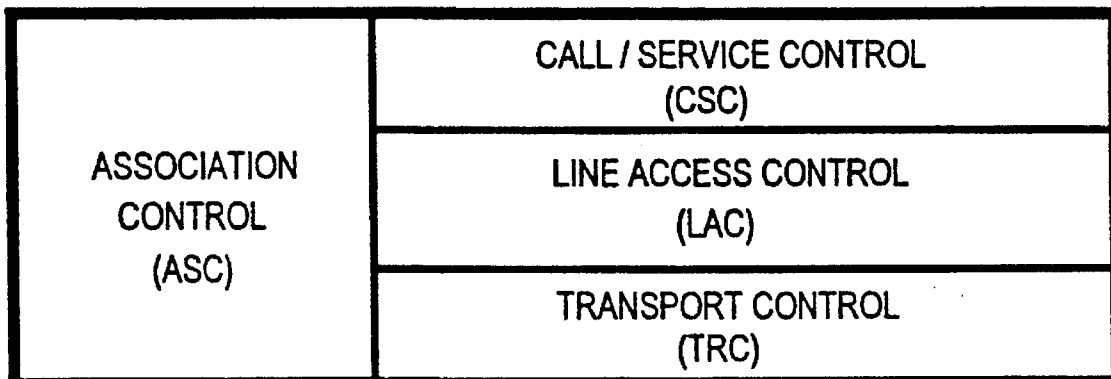 ASSOCIATION
CONTROL
(ASC)
CALL / SERVICE CONTROL
(CSC)
LINE ACCESS CONTROL
(LAC)
TRANSPORT CONTROL
(TRC)